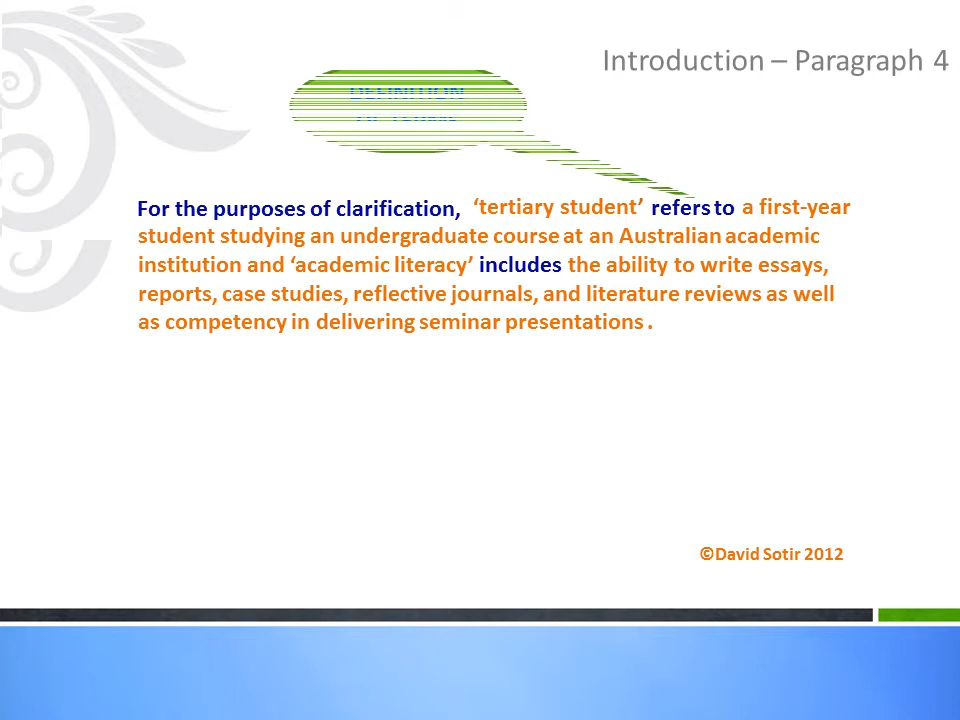 Introduction – Paragraph 4
DEFINITION
For the purposes of clarification, ‘tertiary student’ refers to a first-year
student studying an undergraduate course at an Australian academic
institution and ‘academic literacy’ includes the ability to write essays,
reports, case studies, reflective journals, and literature reviews as well
as competency in delivering seminar presentations .
©David Sotir 2012